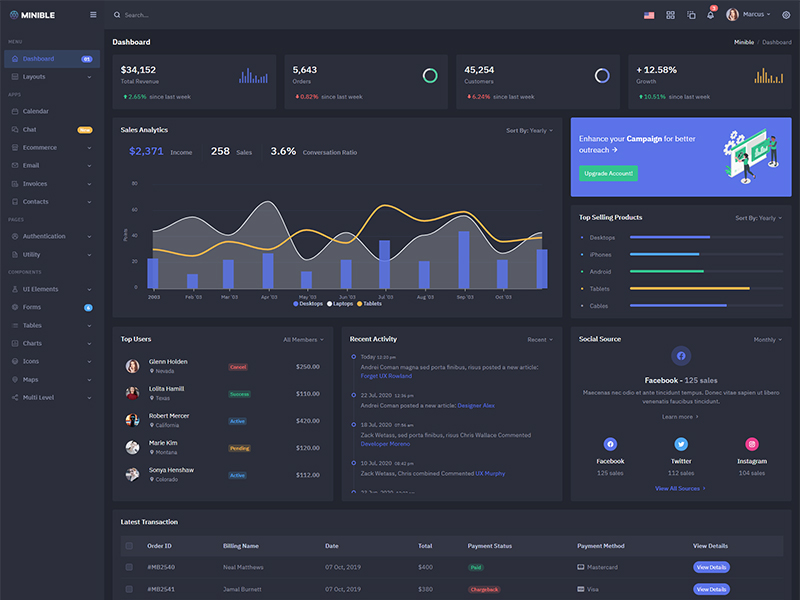 MINIBLE
Search...
3
Marcus
MENU
Dashboard 01
Layouts
APPS
Calendar
Chat New
Ecommerce
Email
Invoices
Contacts
PAGES
Authentication
Utility
COMPONENTS
UI Elements
Forms 6
Tables
Charts
Icons
Maps
Multi Level
Dashboard
Minible / Dashboard
$34,152
Total Revenue
2.65% since last week
5,643
Orders
0.82% since last week
45,254
Customers
6.24% since last week
+ 12.58%
Growth
10.51% since last week
Sales Analytics
Sort By: Yearly
$2,371 Income 258 Sales 3.6% Conversation Ratio
80
60
40
20
0
Points
2003 Feb '03 Mar '03 Apr '03 May '03 Jun '03 Jul '03 Aug '03 Sep '03 Oct '03
Desktops Laptops Tablets
Enhance your Campaign for better
outreach →
Upgrade Account!
Top Selling Products
Sort By: Yearly
Desktops
iPhones
Android
Tablets
Cables
Top Users
All Members
Glenn Holden
Nevada
Cancel
$250.00
Lolita Hamill
Texas
Success
$110.00
Robert Mercer
California
Active
$420.00
Marie Kim
Montana
Pending
$120.00
Sonya Henshaw
Colorado
Active
$112.00
Recent Activity
Recent
Today 12:20 pm
Andrei Coman magna sed porta finibus, risus posted a new article:
Forget UX Rowland
22 Jul, 2020 12:36 pm
Andrei Coman posted a new article: Designer Alex
18 Jul, 2020 07:56 am
Zack Wetass, sed porta finibus, risus Chris Wallace Commented
Developer Moreno
10 Jul, 2020 08:42 pm
Zack Wetass, Chris combined Commented UX Murphy
Social Source
Monthly
Facebook - 125 sales
Maecenas nec odio et ante tincidunt tempus. Donec vitae sapien ut libero
venenatis faucibus tincidunt.
Learn more
Facebook
125 sales
Twitter
112 sales
Instagram
104 sales
View All Sources
Latest Transaction
Order ID Billing Name Date Total Payment Status Payment Method View Details
#MB2540 Neal Matthews 07 Oct, 2019 $400 Paid Mastercard View Details
#MB2541 Jamal Burnett 07 Oct, 2019 $380 Chargeback Visa View Details